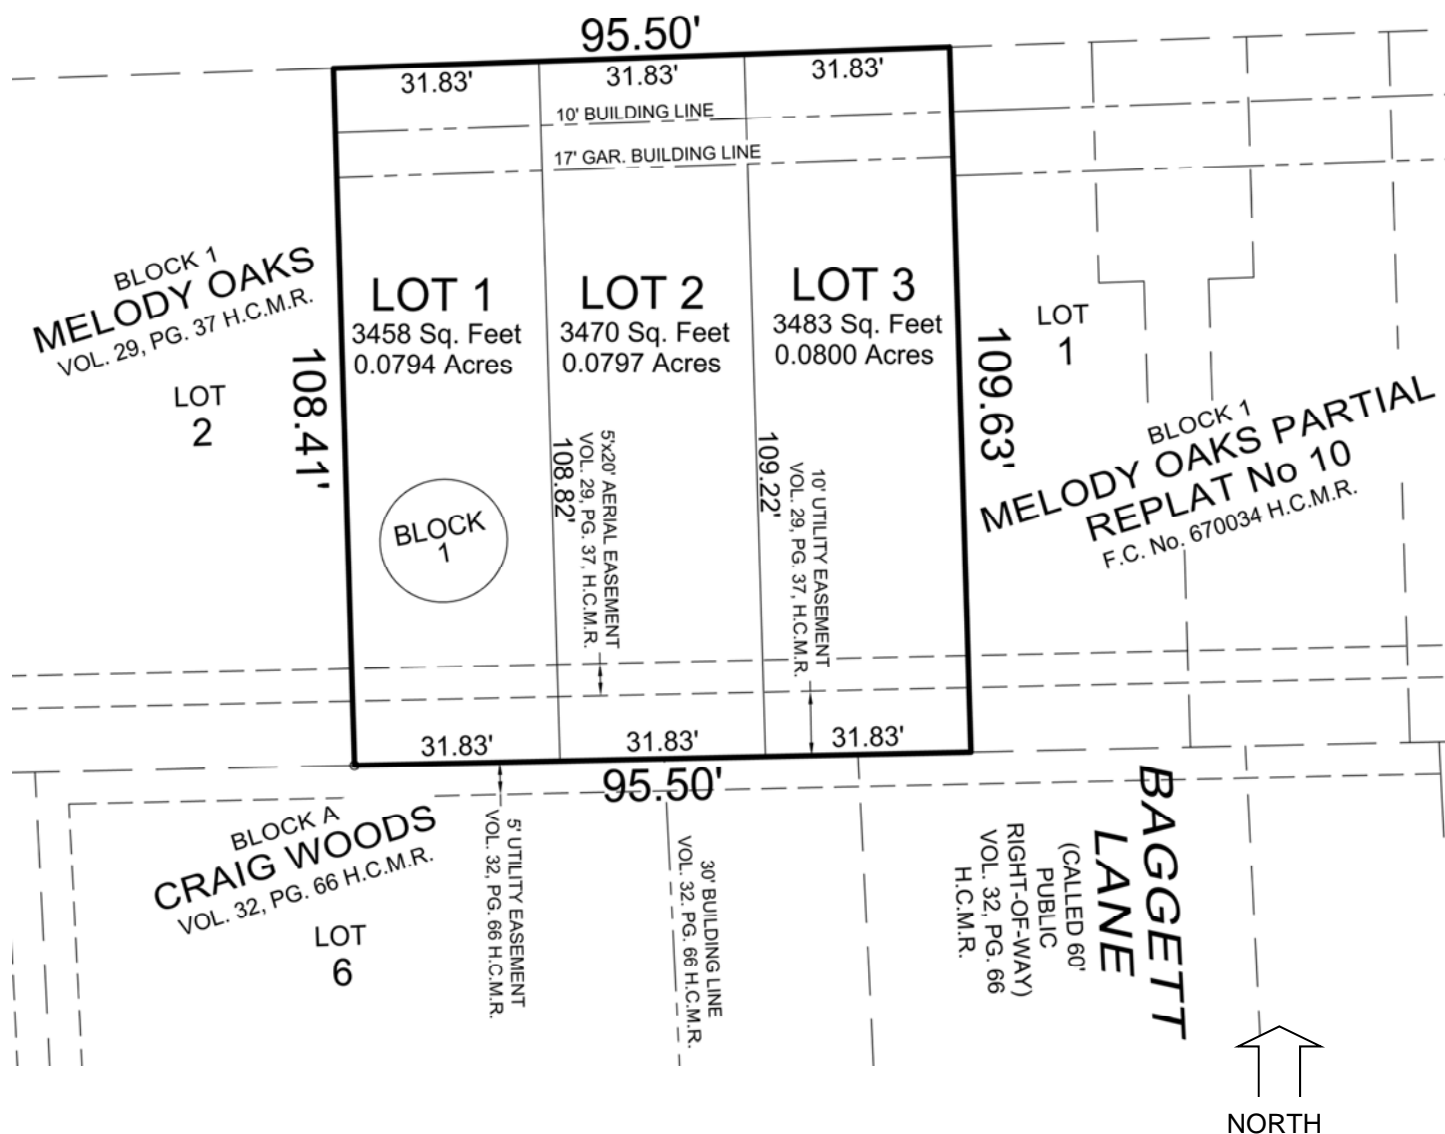 95.50'
31.83'
31.83'
31.83'
10' BUILDING LINE
17' GAR. BUILDING LINE
BLOCK 1
MELODY OAKS
VOL. 29, PG. 37 H.C.M.R.
LOT
2
108.41'
LOT 1
3458 Sq. Feet
0.0794 Acres
LOT 2
3470 Sq. Feet
0.0797 Acres
LOT 3
3483 Sq. Feet
0.0800 Acres
109.63'
LOT
1
BLOCK 1
MELODY OAKS PARTIAL
REPLAT No 10
F.C. No. 670034 H.C.M.R.
BLOCK
1
108.82'
5'x20' AERIAL EASEMENT
VOL. 29, PG. 37, H.C.M.R.
109.22'
10' UTILITY EASEMENT
VOL. 29, PG. 37, H.C.M.R.
31.83'
31.83'
31.83'
95.50'
BLOCK A
CRAIG WOODS
VOL. 32, PG. 66 H.C.M.R.
LOT
6
5' UTILITY EASEMENT
VOL. 32, PG. 66 H.C.M.R.
30' BUILDING LINE
VOL. 32. PG. 66 H.C.M.R.
BAGGETT
LANE
(CALLED 60'
PUBLIC
RIGHT-OF-WAY)
VOL. 32, PG. 66
H.C.M.R.
NORTH